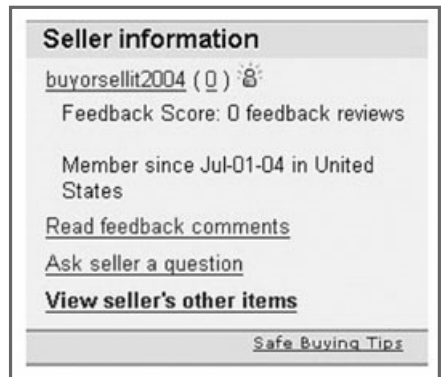 Seller information
buyorsellit2004 ( 0 )
Feedback Score: 0 feedback reviews
Member since Jul-01-04 in United
States
Read feedback comments
Ask seller a question
View seller's other items
Safe Buying Tips